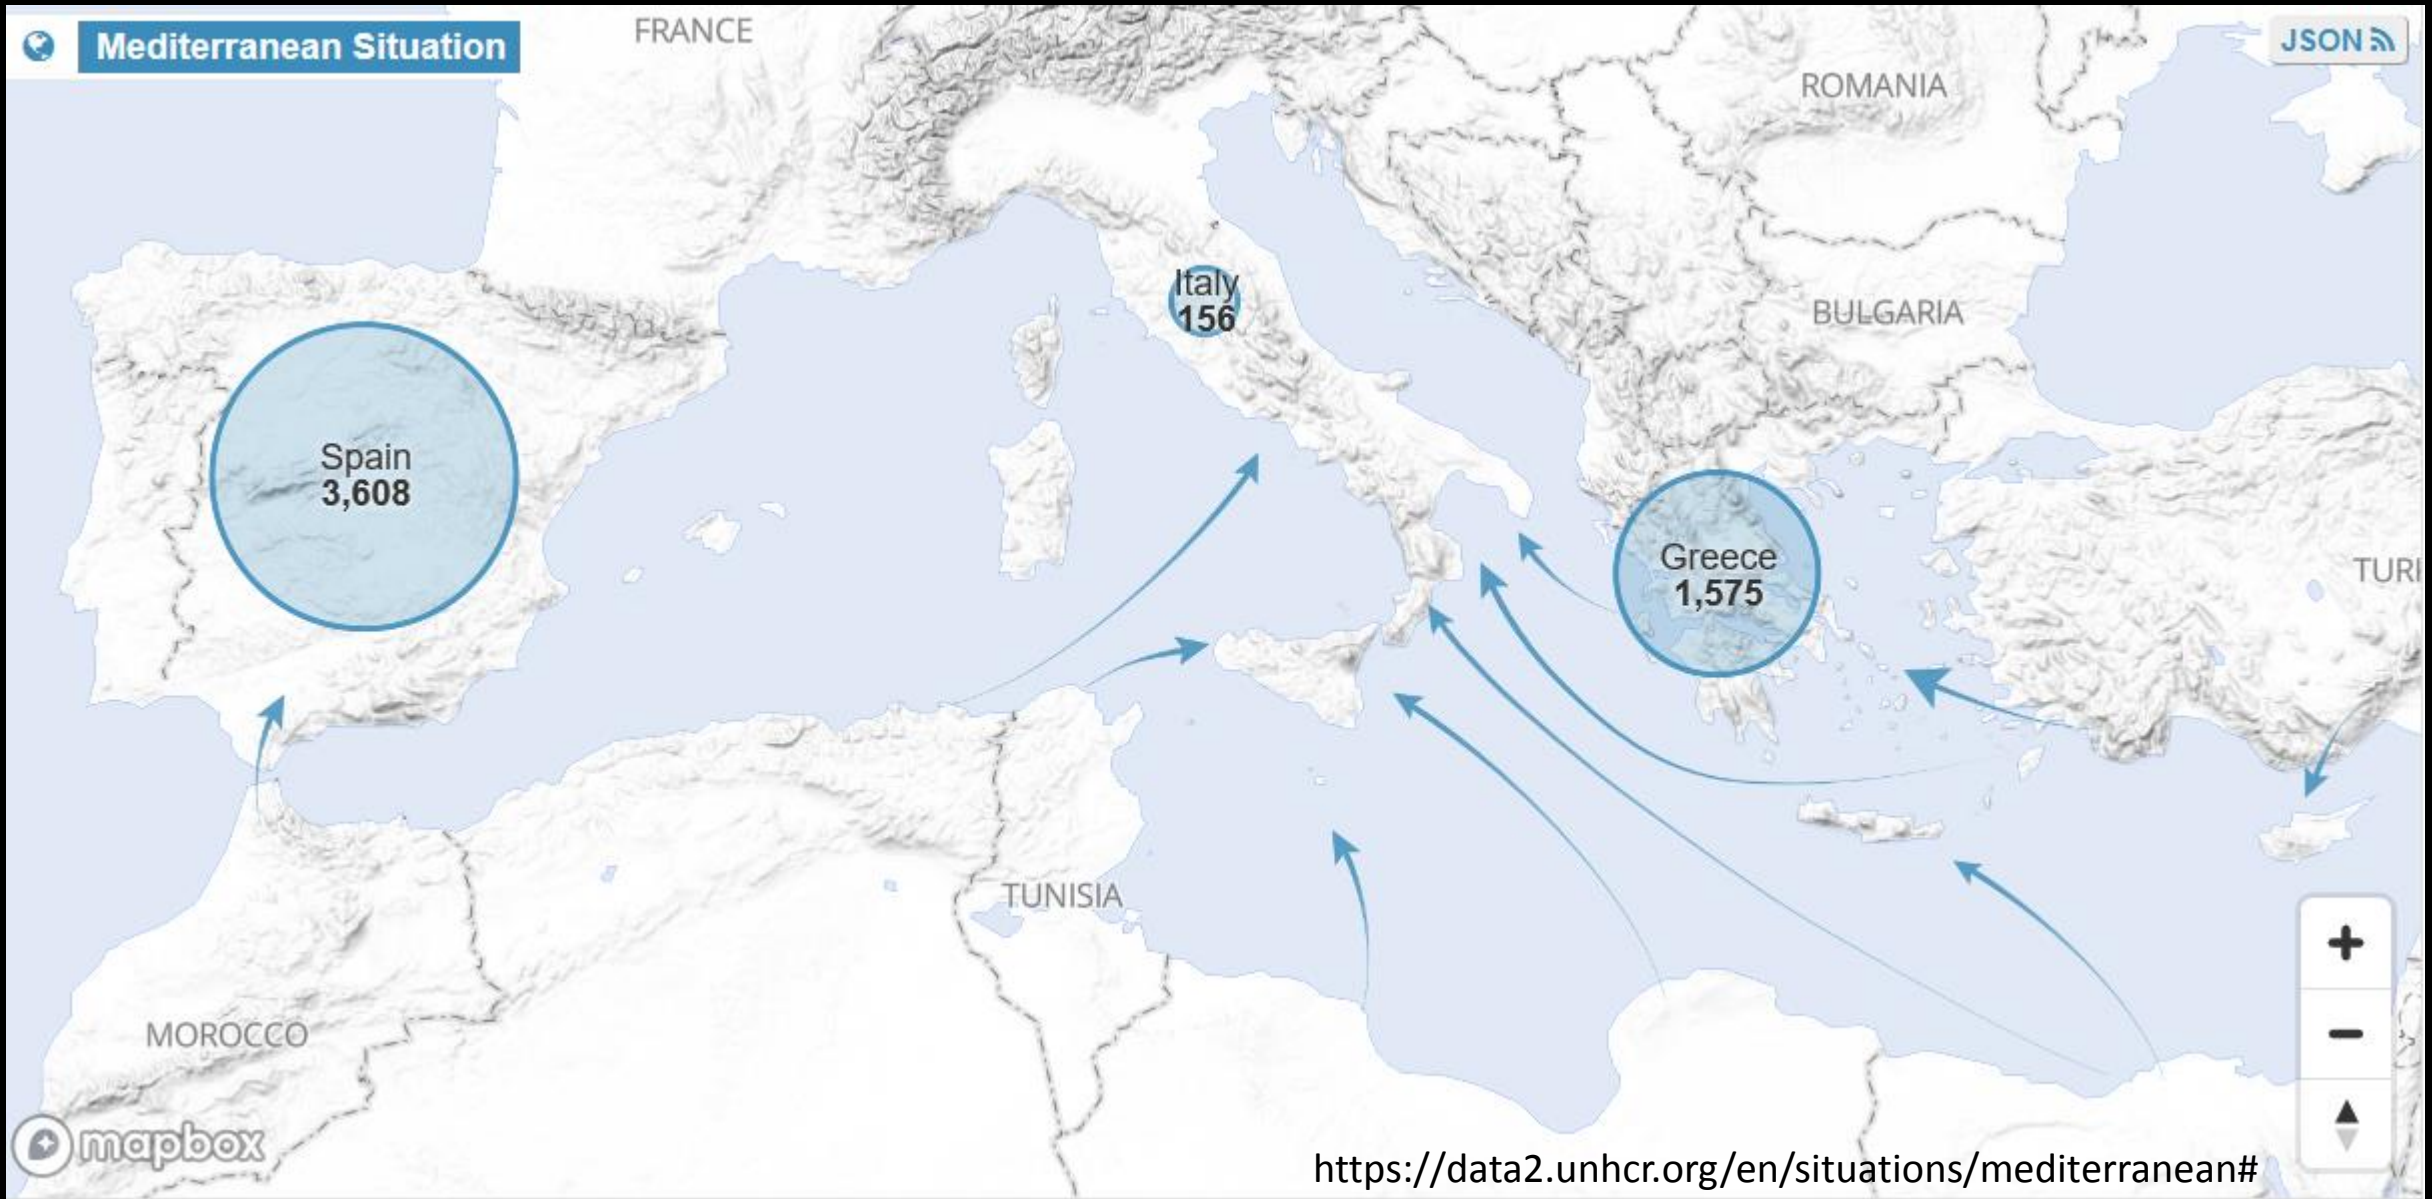 Mediterranean Situation
FRANCE
JSON
ROMANIA
Italy
156
BULGARIA
Spain
3,608
Greece
1,575
TURK
TUNISIA
MOROCCO
mapbox
https://data2.unhcr.org/en/situations/mediterranean#